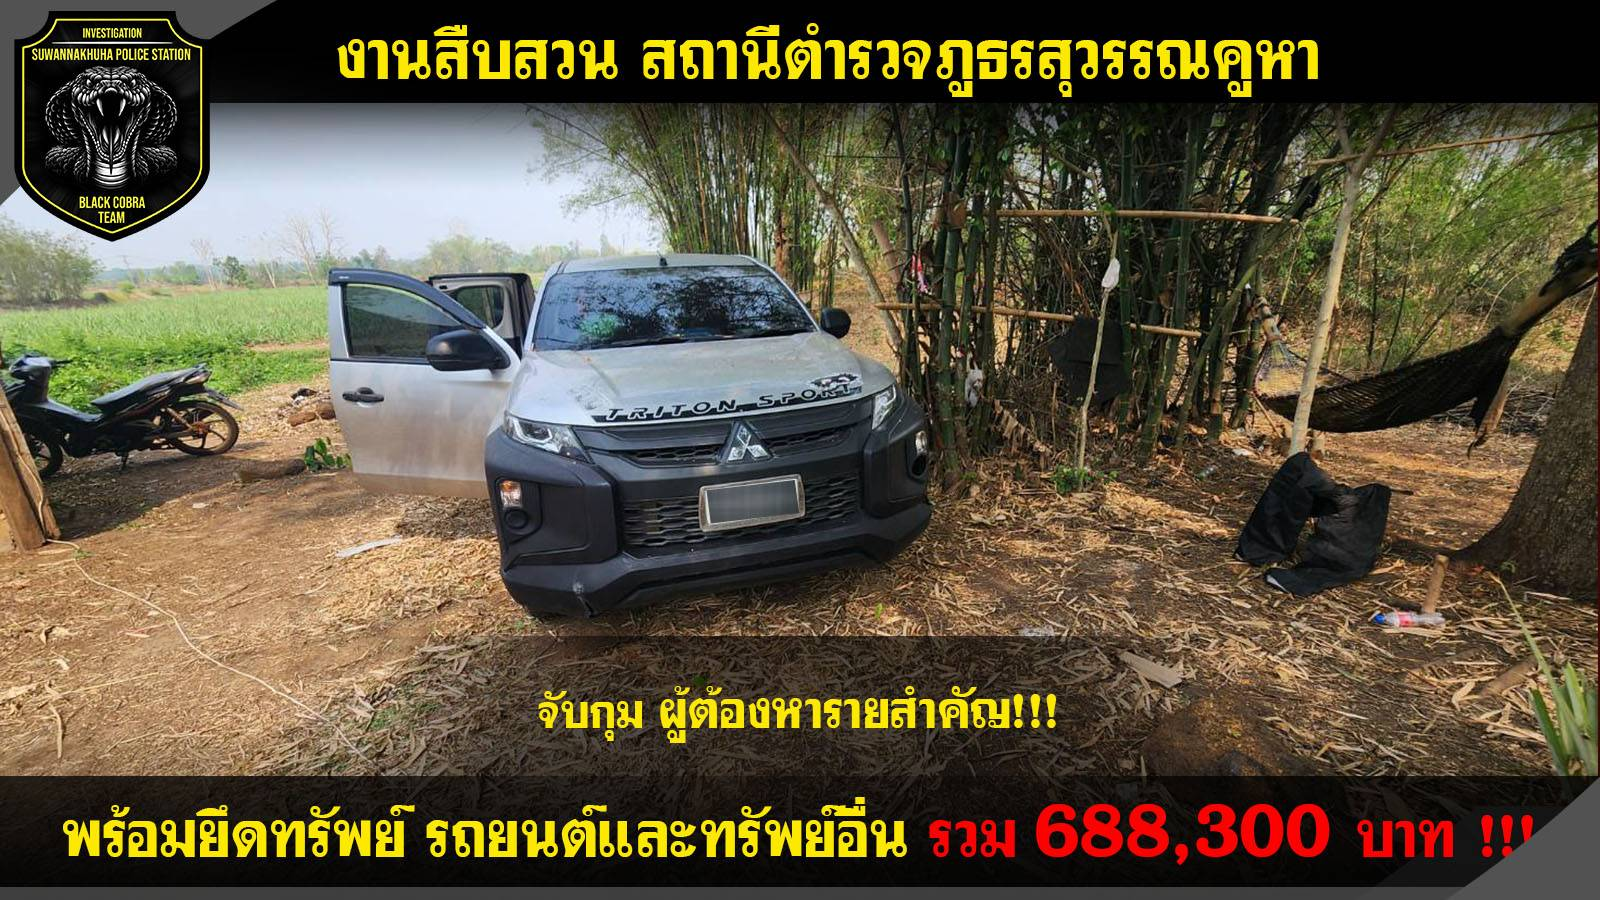 INVESTIGATION
SUWANNAKHUHA POLICE STATION
BLACK COBRA
TEAM
งานสืบสวน สถานีตำรวจภูธรสุวรรณคูหา
TRITON SPORT
จับกุม ผู้ต้องหารายสำคัญ!!!
พร้อมยึดทรัพย์ รถยนต์และทรัพย์อื่น รวม 688,300 บาท !!!